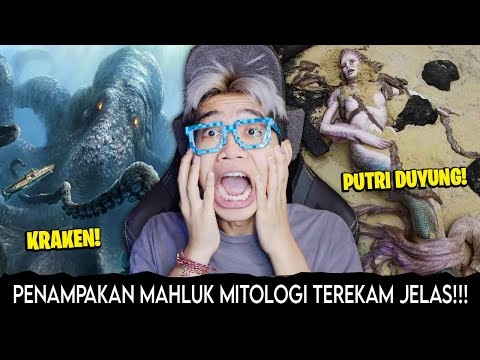 KRAKEN!
PUTRI DUYUNG!
PENAMPAKAN MAHLUK MITOLOGI TEREKAM JELAS!!!